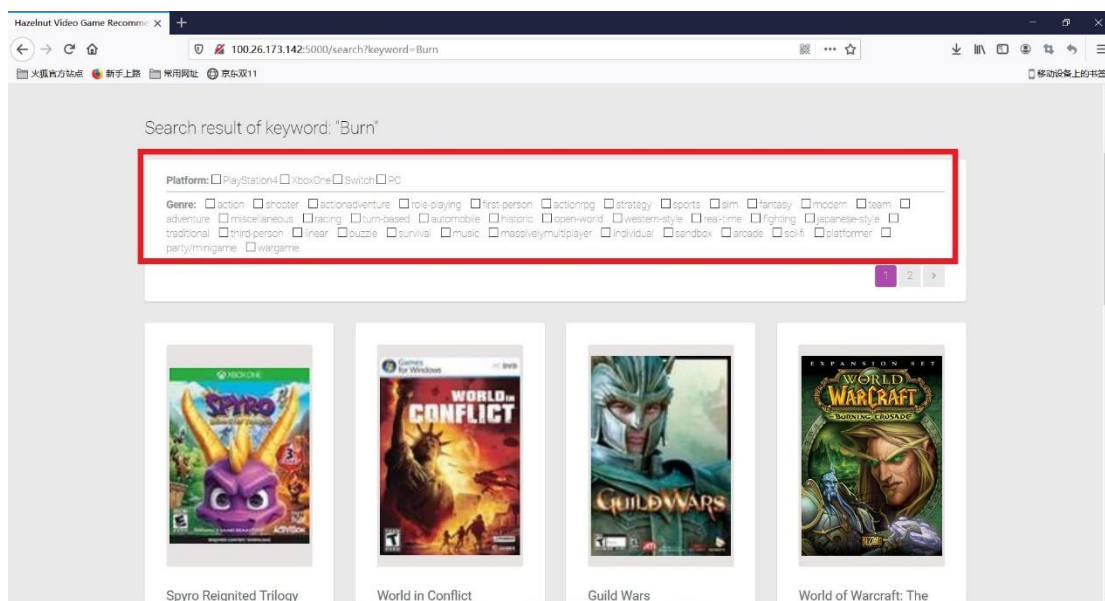 Hazelnut Video Game Recomme
100.26.173.142:5000/search?keyword=Burn
火狐官方站点 新手上路 常用网址 京东双11 移动设备上的书签
Search result of keyword: "Burn"
Platform: PlayStation4 XboxOne Switch PC
Genre: action shooter actionadventure role-playing first-person actionrpg strategy sports sim fantasy modern team
adventure miscellaneous racing turn-based automobile historic open-world western-style real-time fighting japanese-style
traditional third-person linear puzzle survival music massivelymultiplayer individual sandbox arcade sci-fi platformer
party/minigame wargame
1 2 >
XBOX ONE
SPYRO
ACTIVISION
Games for Windows
PC DVD
WORLD IN
CONFLICT
GUILD WARS
EXPANSION SET
WORLD
WARCRAFT
BURNING CRUSADE
Spyro Reignited Trilogy World in Conflict Guild Wars World of Warcraft: The